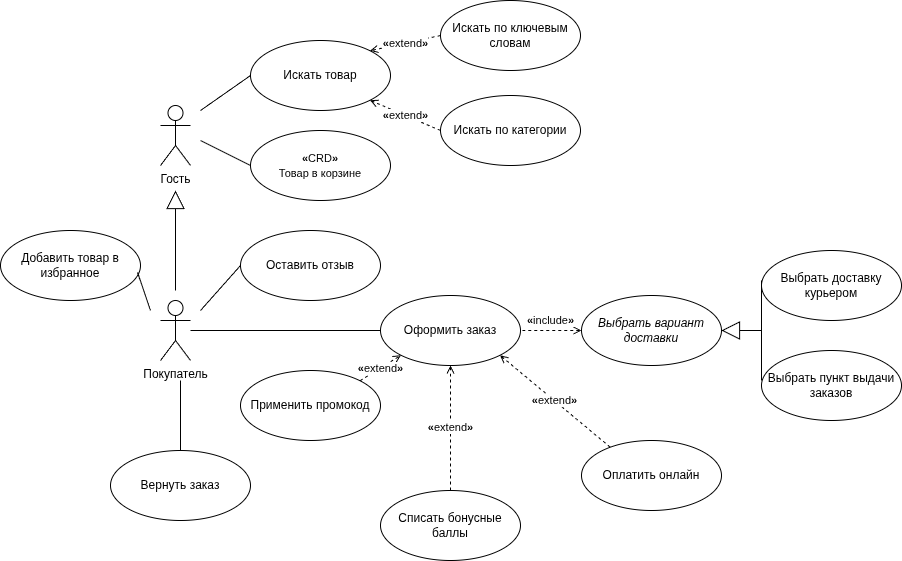 Искать по ключевым
словам
«extend»
Искать товар
«extend»
Искать по категории
«CRD»
Товар в корзине
Гость
Добавить товар в
избранное
Оставить отзыв
Выбрать доставку
курьером
Оформить заказ
«include»
Выбрать вариант
доставки
Покупатель
«extend»
Выбрать пункт выдачи
заказов
Применить промокод
«extend»
«extend»
Вернуть заказ
Оплатить онлайн
Списать бонусные
баллы